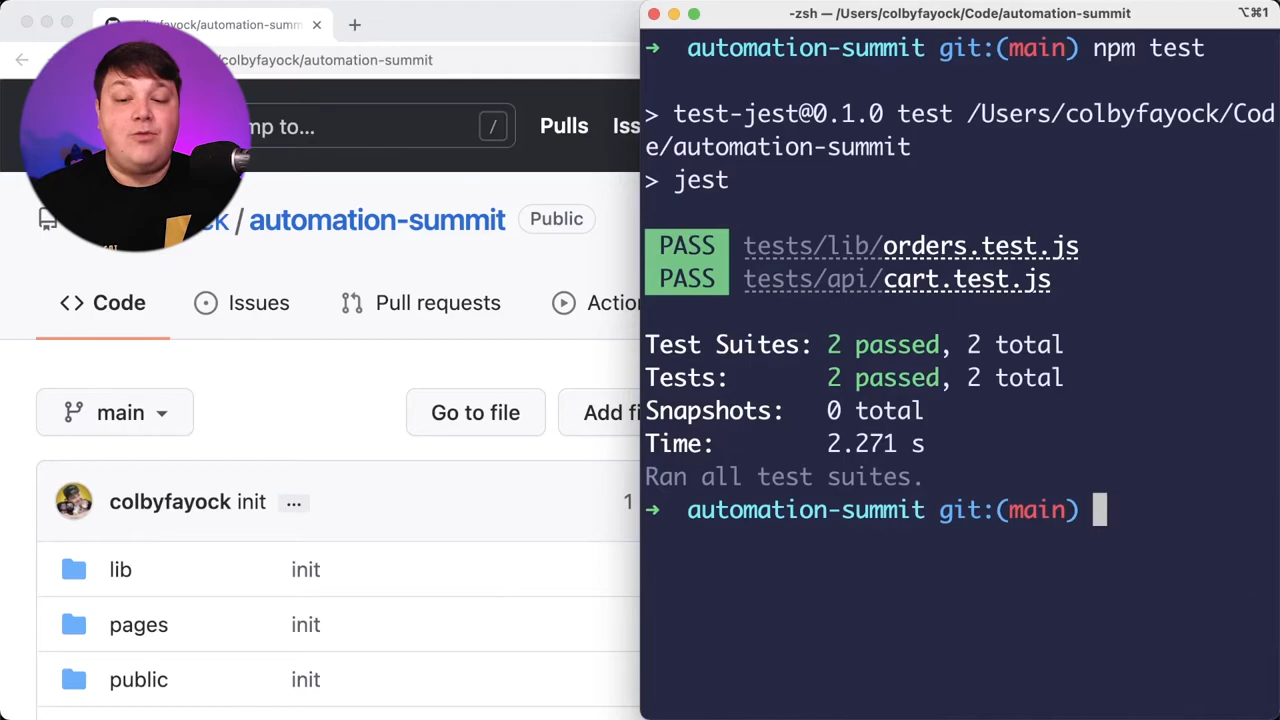 colbyfayock/automation-summ
colbyfayock/automation-summit
mp to...
/
Pulls
Iss
ck / automation-summit
Public
Code
Issues
Pull requests
Actio
main
Go to file
Add fi
colbyfayock init
...
1
lib
init
pages
init
public
init
-zsh — /Users/colbyfayock/Code/automation-summit
⌥⌘1
➜ automation-summit git:(main) npm test
> test-jest@0.1.0 test /Users/colbyfayock/Cod
e/automation-summit
> jest
PASS tests/lib/orders.test.js
PASS tests/api/cart.test.js
Test Suites: 2 passed, 2 total
Tests: 2 passed, 2 total
Snapshots: 0 total
Time: 2.271 s
Ran all test suites.
➜ automation-summit git:(main)